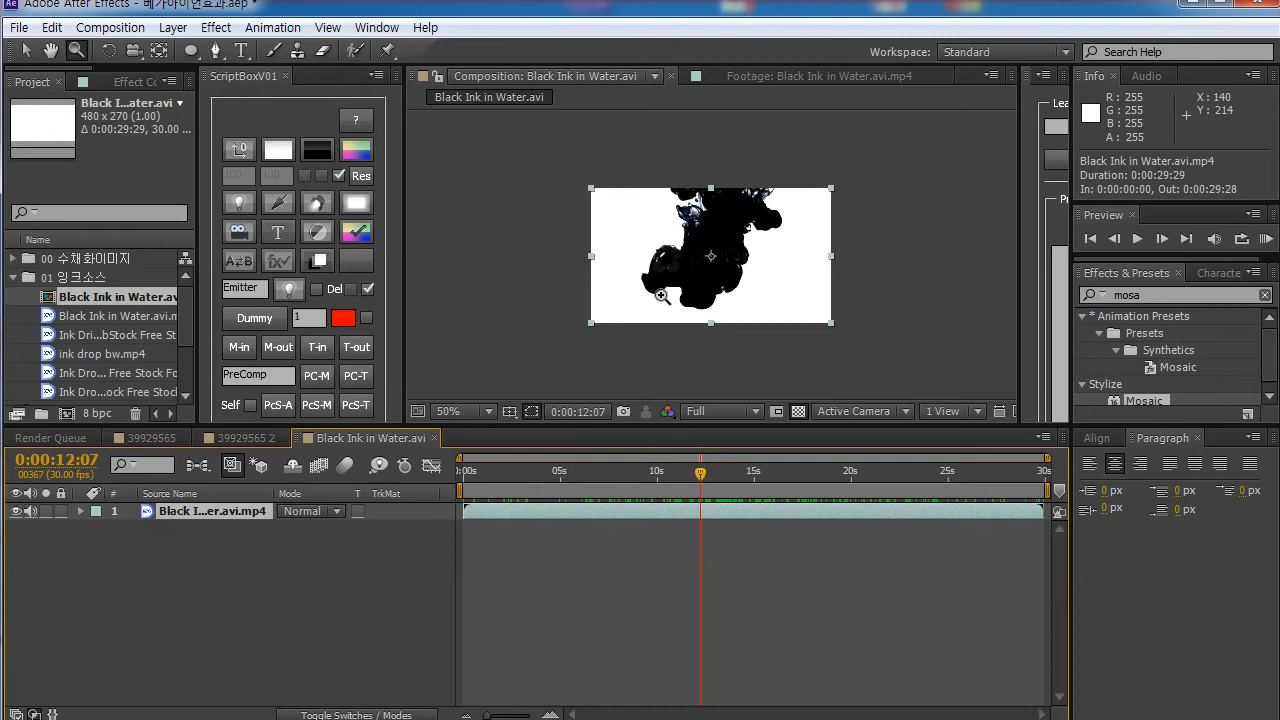 Adobe After Effects - 베가아이언효과.aep *
File Edit Composition Layer Effect Animation View Window Help
Workspace: Standard Search Help
Project Effect Cc ScriptBoxV01 Composition: Black Ink in Water.avi Footage: Black Ink in Water.avi.mp4 Info Audio
Black I...ater.avi▼ Black Ink in Water.avi Lea R : 255 X : 140
480 x 270 (1.00) ? G : 255 Y : 214
Δ 0:00:29:29, 30.00 ... B : 255
A : 255
100 100 Res Black Ink in Water.avi.mp4
Duration: 0:00:29:29
In: 0:00:00:00, Out: 0:00:29:28
Preview
Name T
00 수채화이미지 A↔B fx
01 잉크소스 Effects & Presets Characte
Black Ink in Water.av Emitter Del mosa
Black Ink in Water.avi.m Dummy 1 * Animation Presets
Ink Dri...bStock Free St Presets
ink drop bw.mp4 M-in M-out T-in T-out Synthetics
Ink Dro... Free Stock Fo PreComp PC-M PC-T Mosaic
Ink Dro...ock Free Stock Stylize
8 bpc Self PcS-A PcS-M PcS-T 50% 0:00:12:07 Full Active Camera 1 View Mosaic
Render Queue 39929565 39929565 2 Black Ink in Water.avi Align Paragraph
0:00:12:07
00367 (30.00 fps) 0:00s 05s 10s 15s 20s 25s 30s
# Source Name Mode T TrkMat 0 px 0 px 0 px
1 Black I...er.avi.mp4 Normal 0 px 0 px
Toggle Switches / Modes